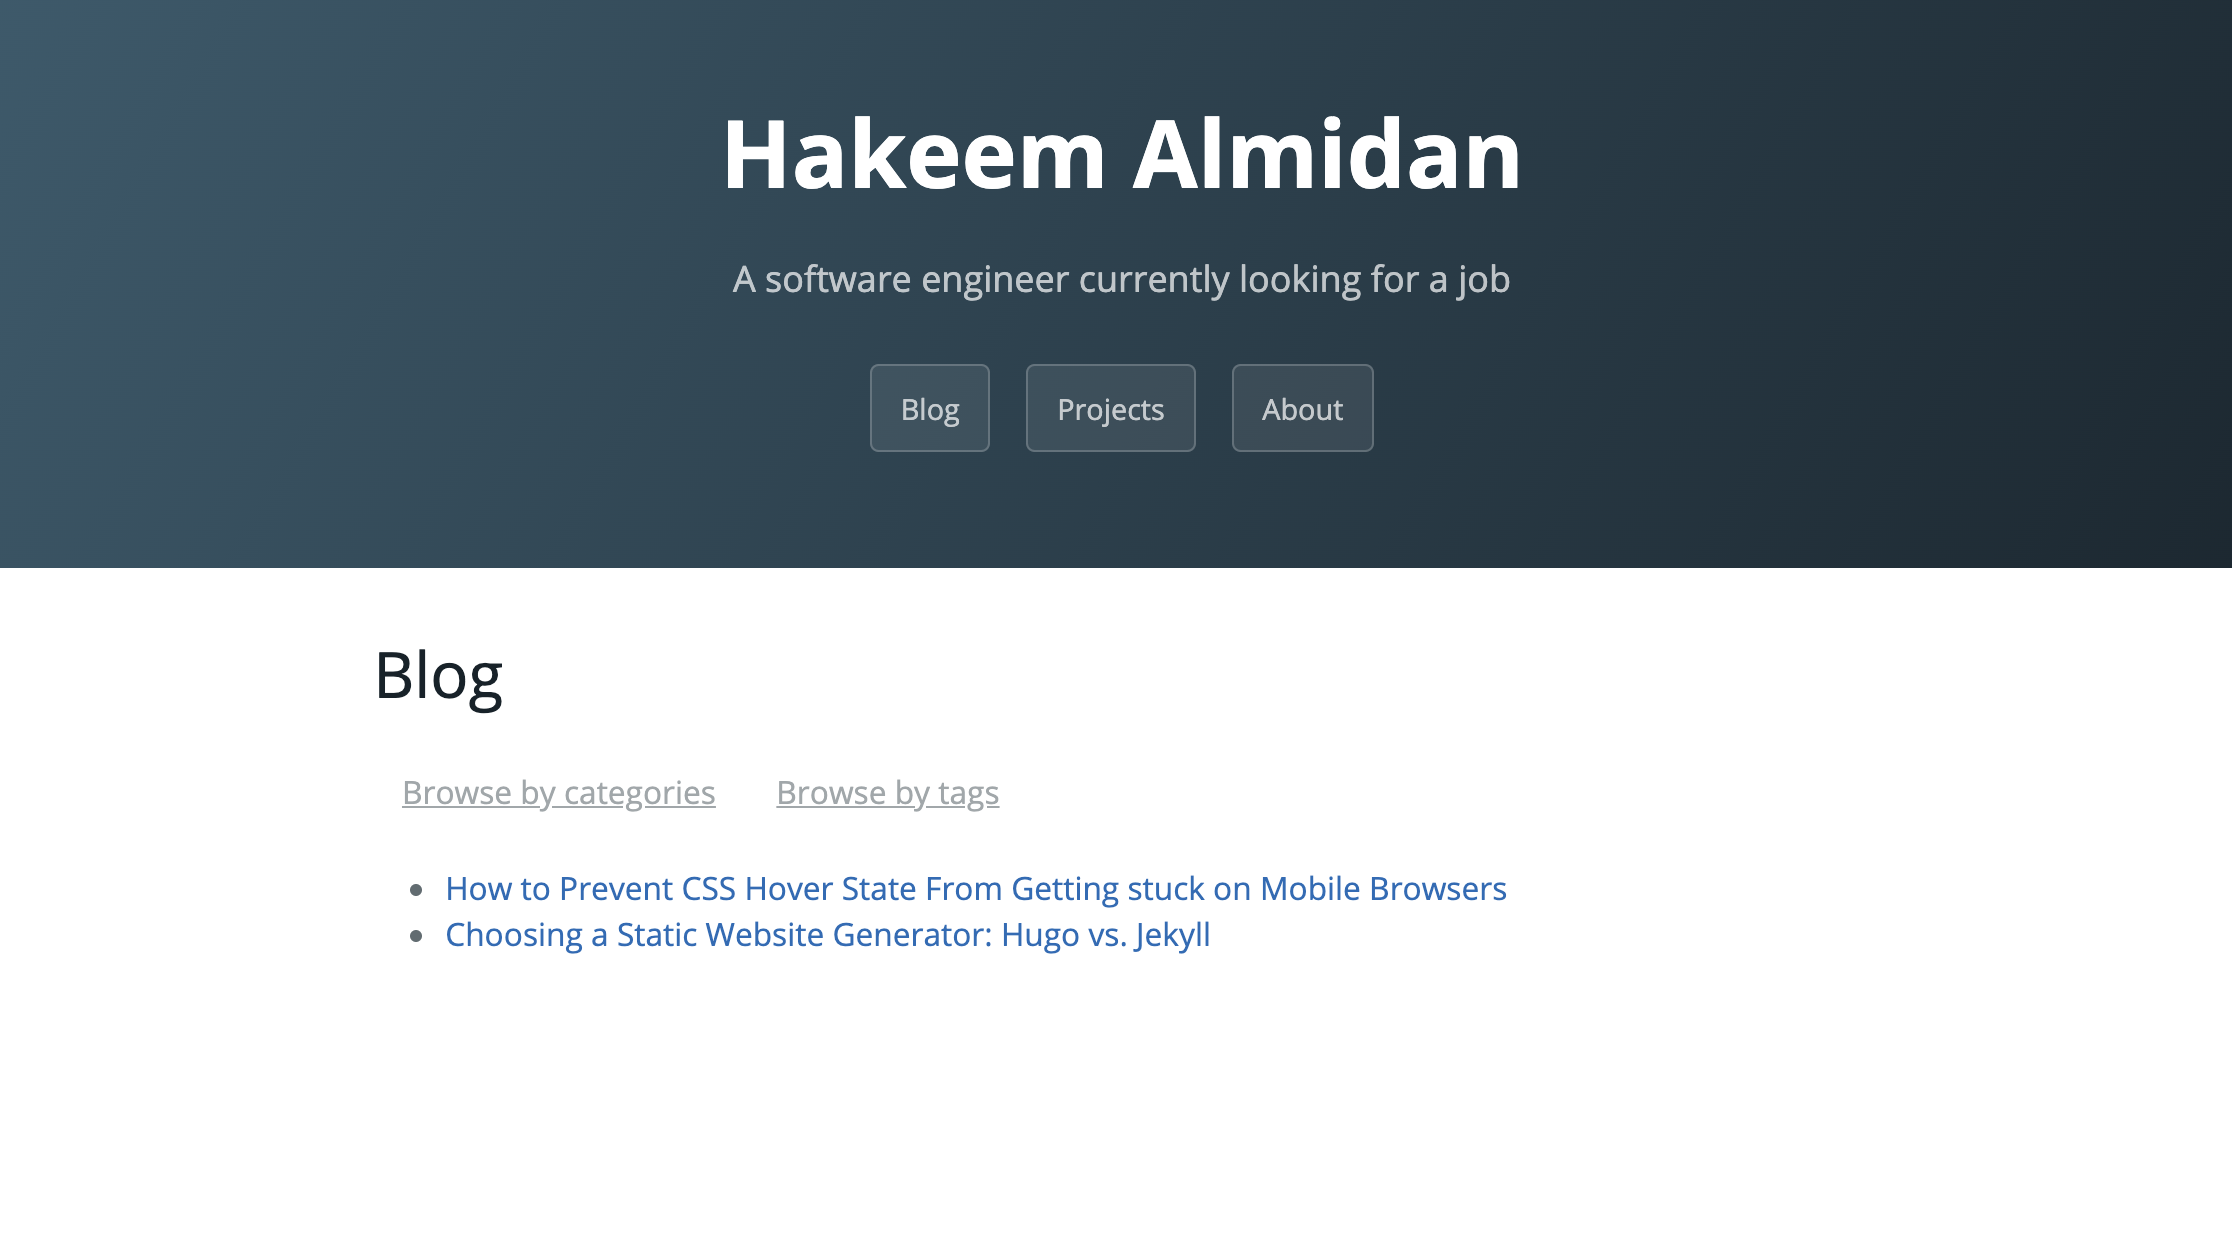 Hakeem Almidan
A software engineer currently looking for a job
Blog Projects About
Blog
Browse by categories Browse by tags
How to Prevent CSS Hover State From Getting stuck on Mobile Browsers
Choosing a Static Website Generator: Hugo vs. Jekyll